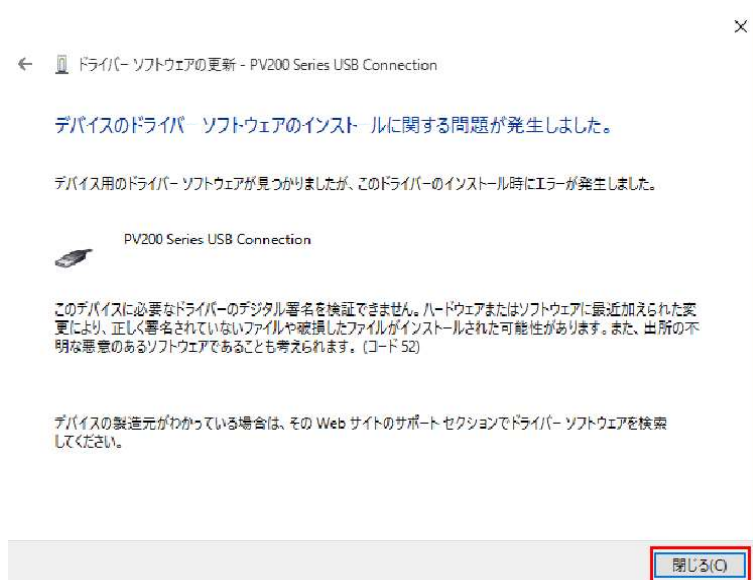 ドライバー ソフトウェアの更新 - PV200 Series USB Connection
デバイスのドライバー ソフトウェアのインストールに関する問題が発生しました。
デバイス用のドライバー ソフトウェアが見つかりましたが、このドライバーのインストール時にエラーが発生しました。
PV200 Series USB Connection
このデバイスに必要なドライバーのデジタル署名を検証できません。ハードウェアまたはソフトウェアに最近加えられた変
更により、正しく署名されていないファイルや破損したファイルがインストールされた可能性があります。また、出所の不
明な悪意のあるソフトウェアであることも考えられます。(コード 52)
デバイスの製造元がわかっている場合は、その Web サイトのサポート セクションでドライバー ソフトウェアを検索
してください。
閉じる(C)